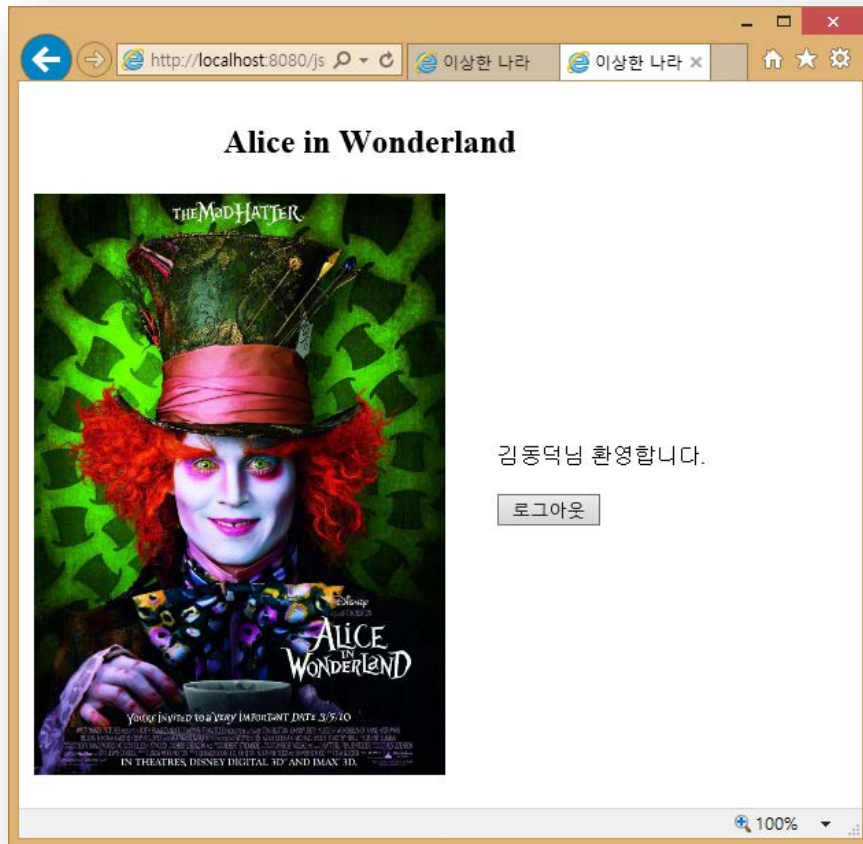 http://localhost:8080/js
이상한 나라
이상한 나라
Alice in Wonderland
THE MAD HATTER
김동덕님 환영합니다.
로그아웃
Disney
ALICE
IN
WONDERLAND
YOU'RE INVITED TO A VERY IMPORTANT DATE 3/5/10
IN THEATRES, DISNEY DIGITAL 3D AND IMAX 3D.
100%